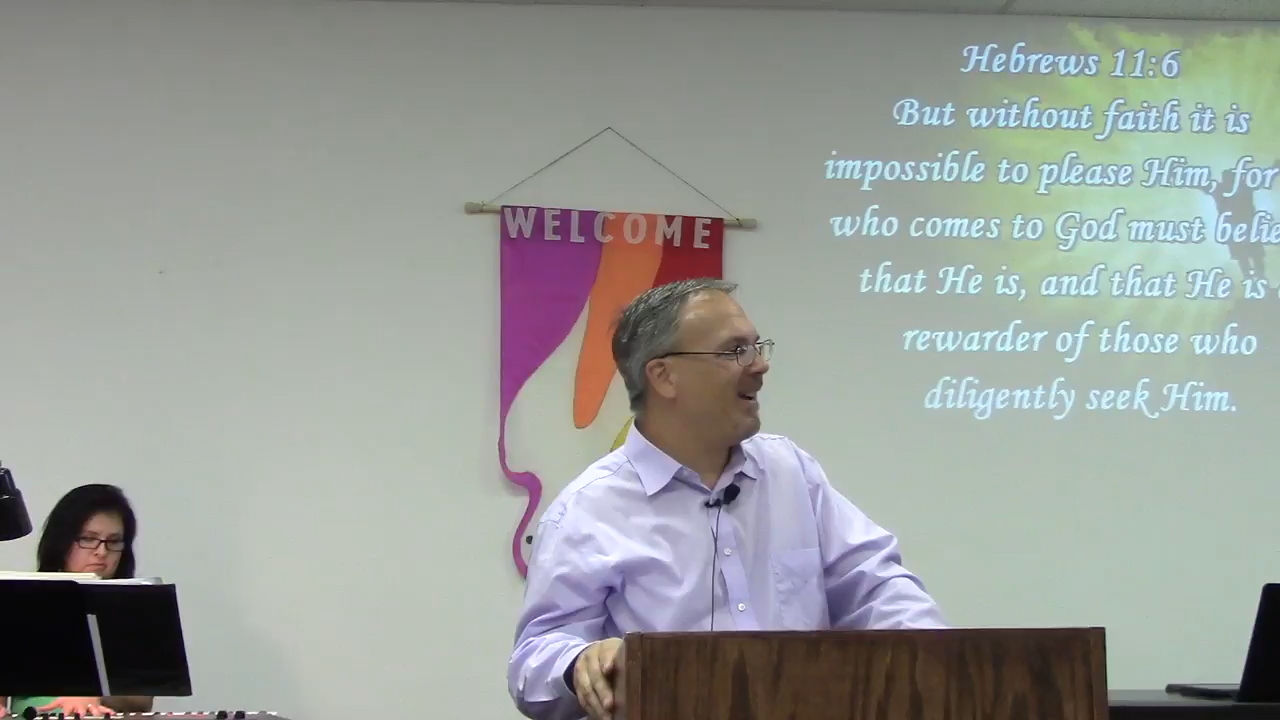 WELCOME
Hebrews 11:6
But without faith it is
impossible to please Him, for
who comes to God must
that He is, and that He is
rewarder of those who
diligently seek Him.